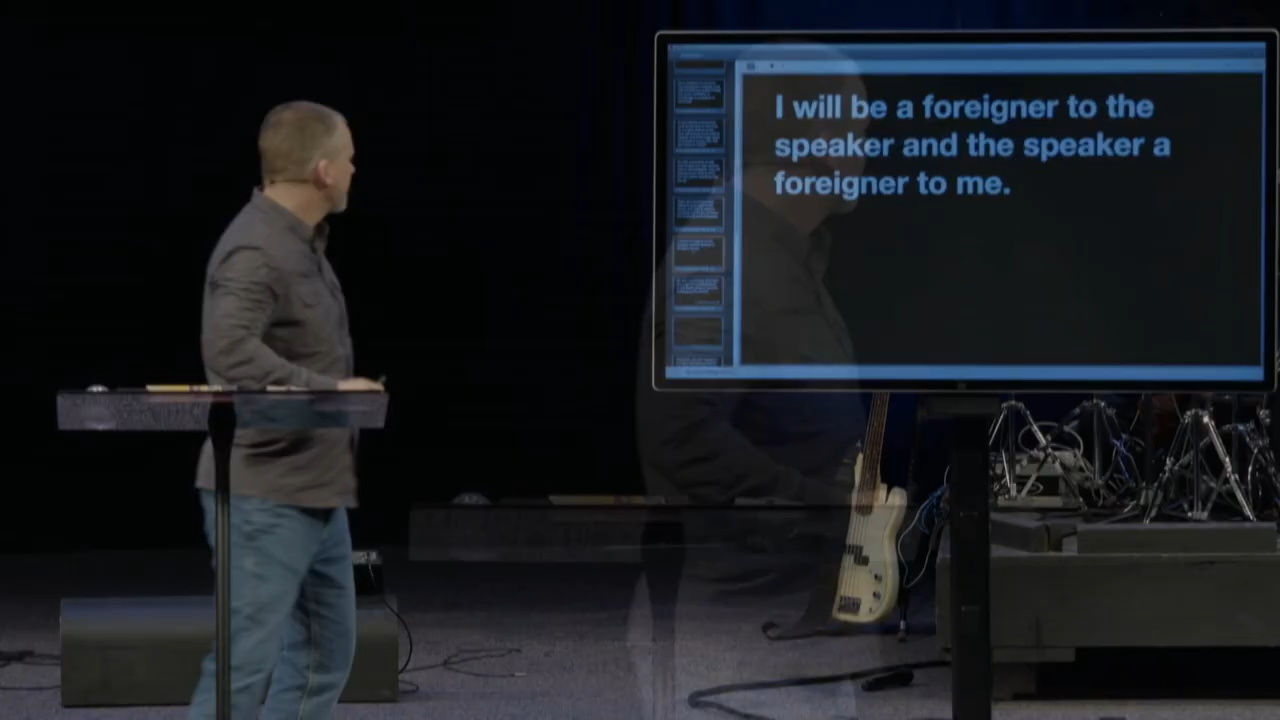 I will be a foreigner to the
speaker and the speaker a
foreigner to me.